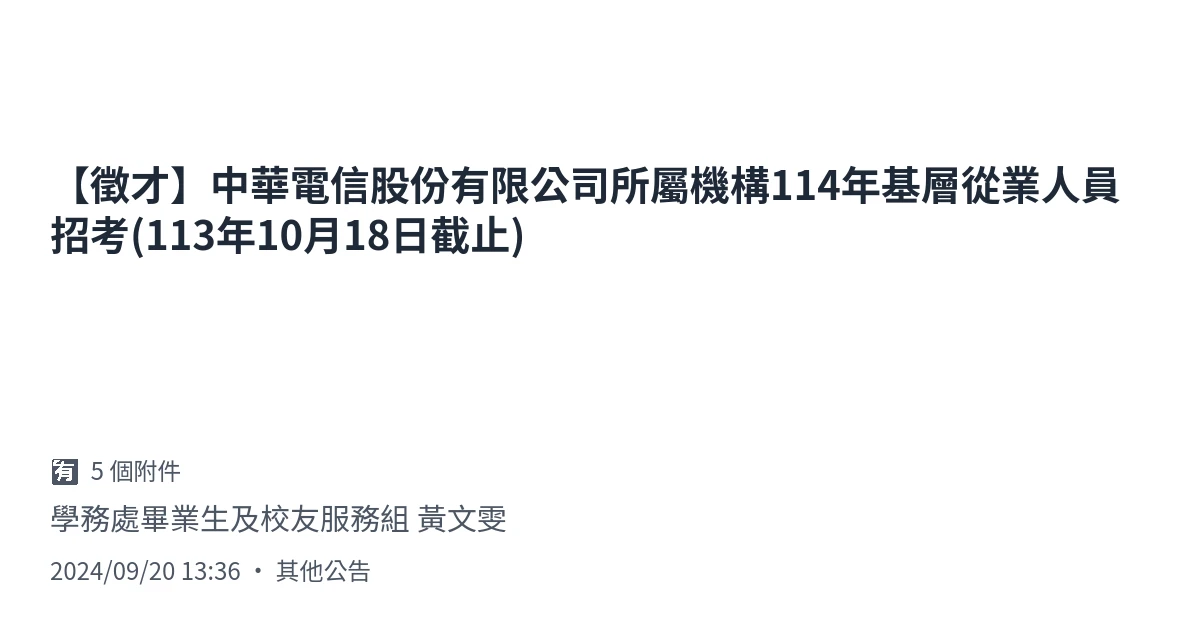 【徵才】中華電信股份有限公司所屬機構114年基層從業人員
招考(113年10月18日截止)
有 5 個附件
學務處畢業生及校友服務組 黃文雯
2024/09/20 13:36 • 其他公告